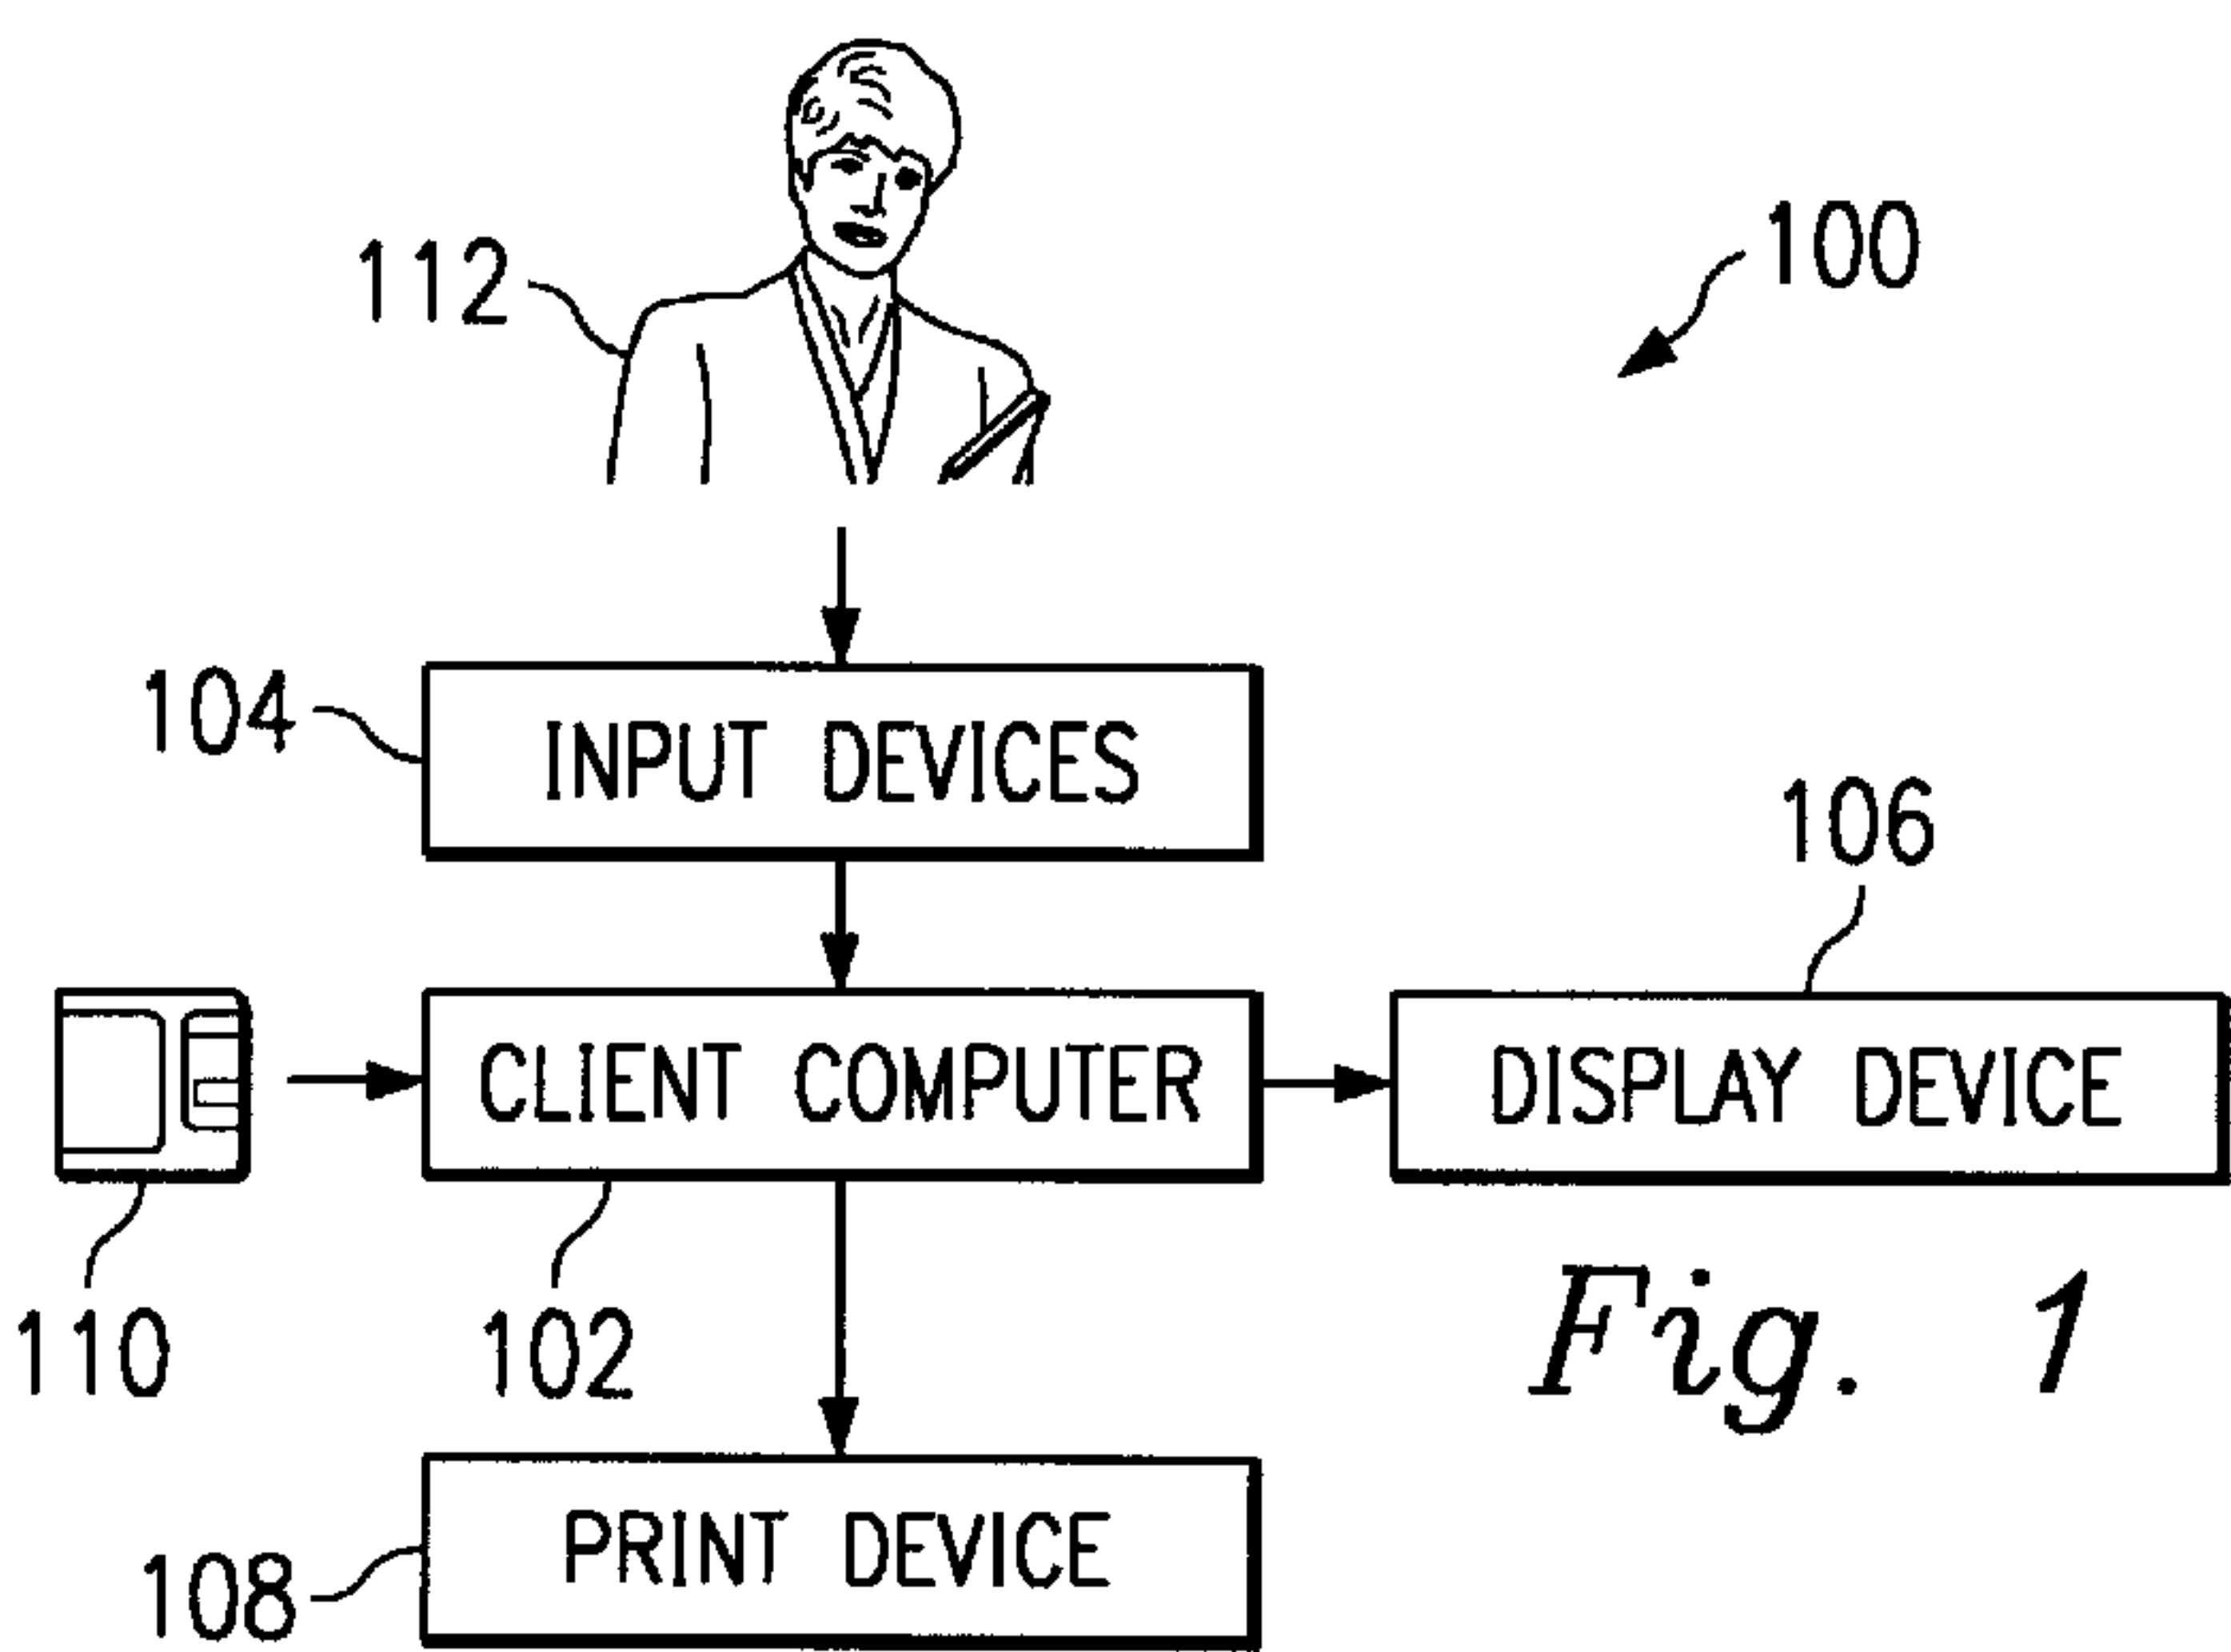 100
112
104
INPUT DEVICES
106
CLIENT COMPUTER
DISPLAY DEVICE
110
102
Fig. 1
PRINT DEVICE
108